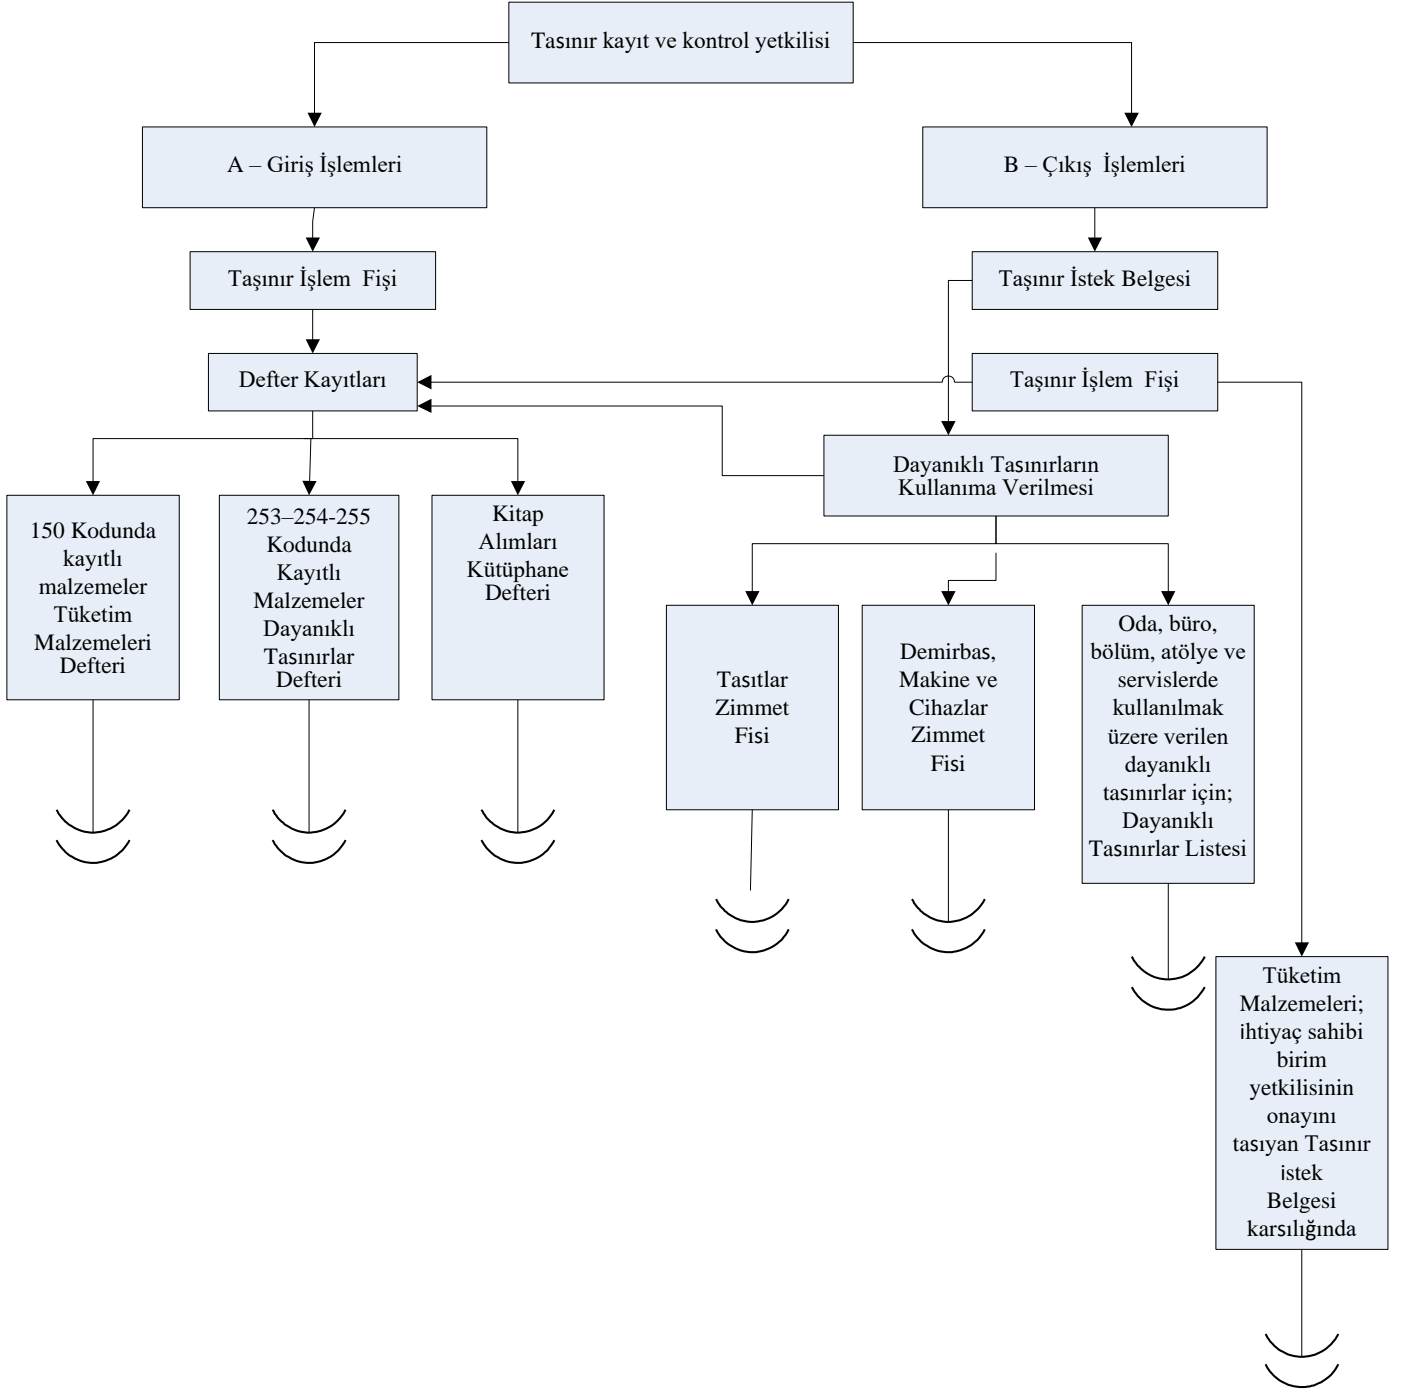 Tasınır kayıt ve kontrol yetkilisi
A – Giriş İşlemleri
B – Çıkış  İşlemleri
Taşınır İşlem  Fişi
Taşınır İstek Belgesi
Defter Kayıtları
Taşınır İşlem  Fişi
Dayanıklı Tasınırların
Kullanıma Verilmesi
150 Kodunda
kayıtlı
malzemeler
Tüketim
Malzemeleri
Defteri
253–254-255
Kodunda
Kayıtlı
Malzemeler
Dayanıklı
Tasınırlar
Defteri
Kitap
Alımları
Kütüphane
Defteri
Tasıtlar
Zimmet
Fisi
Demirbas,
Makine ve
Cihazlar
Zimmet
Fisi
Oda, büro,
bölüm, atölye ve
servislerde
kullanılmak
üzere verilen
dayanıklı
tasınırlar için;
Dayanıklı
Tasınırlar Listesi
Tüketim
Malzemeleri;
ihtiyaç sahibi
birim
yetkilisinin
onayını
tasıyan Tasınır
istek
Belgesi
karsılığında